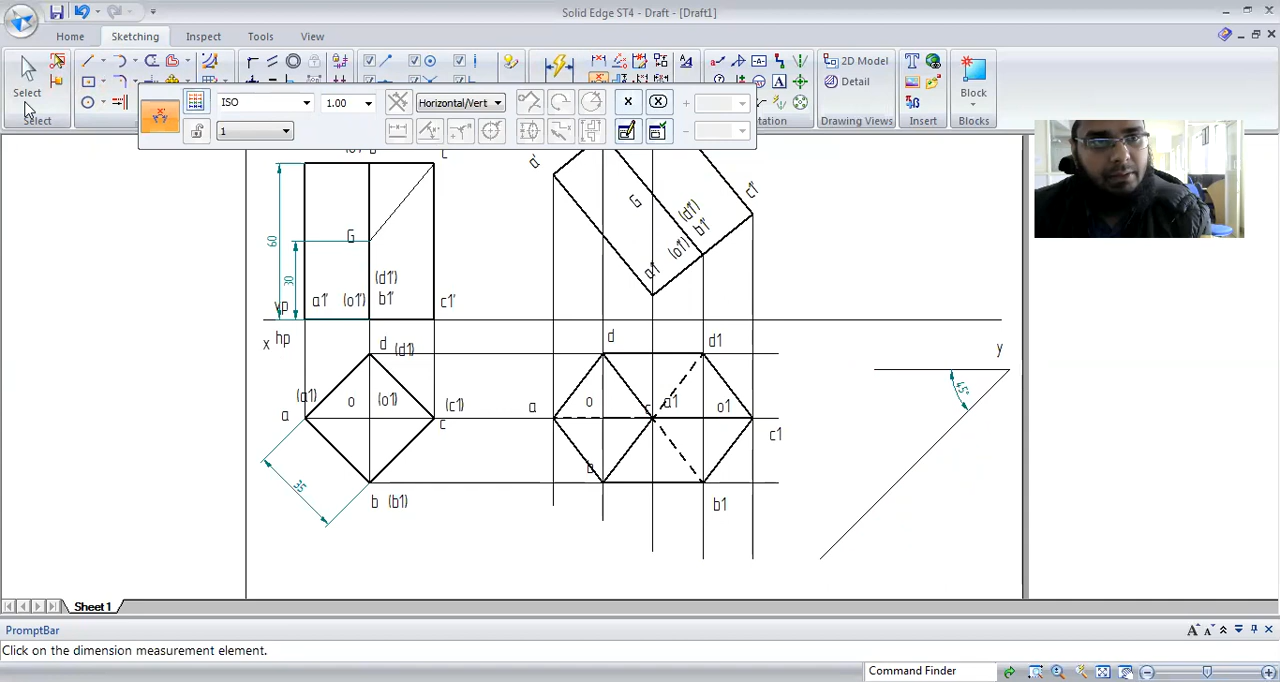 Solid Edge ST4 - Draft - [Draft1]
Home
Sketching
Inspect
Tools
View
Select
Select
ISO
1.00
Horizontal/Vert
1
2D Model
Detail
Drawing Views
Insert
Block
Blocks
a'
c1'
G
(d1')
b1'
(o1')
a1'
60
30
G
(d1')
a1'
(o1')
b1'
c1'
vp
x
hp
y
d
(d1)
(a1)
a
o
(o1)
(c1)
c
b
(b1)
35
d
d1
a
o
c
a1
o1
c1
b
b1
45°
Sheet 1
PromptBar
Click on the dimension measurement element.
Command Finder